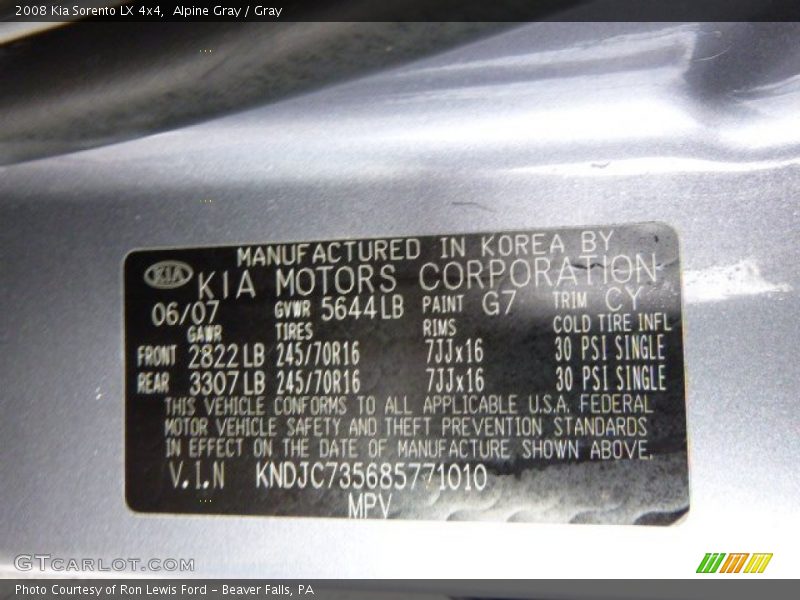 2008 Kia Sorento LX 4x4, Alpine Gray / Gray
MANUFACTURED IN KOREA BY
KIA KIA MOTORS CORPORATION
06/07 GVWR 5644LB PAINT G7 TRIM CY
GAWR TIRES RIMS COLD TIRE INFL
FRONT 2822LB 245/70R16 7JJx16 30 PSI SINGLE
REAR 3307LB 245/70R16 7JJx16 30 PSI SINGLE
THIS VEHICLE CONFORMS TO ALL APPLICABLE U.S.A. FEDERAL
MOTOR VEHICLE SAFETY AND THEFT PREVENTION STANDARDS
IN EFFECT ON THE DATE OF MANUFACTURE SHOWN ABOVE.
V.I.N KNDJC735685771010
MPV
GTCARLOT.COM
Photo Courtesy of Ron Lewis Ford - Beaver Falls, PA